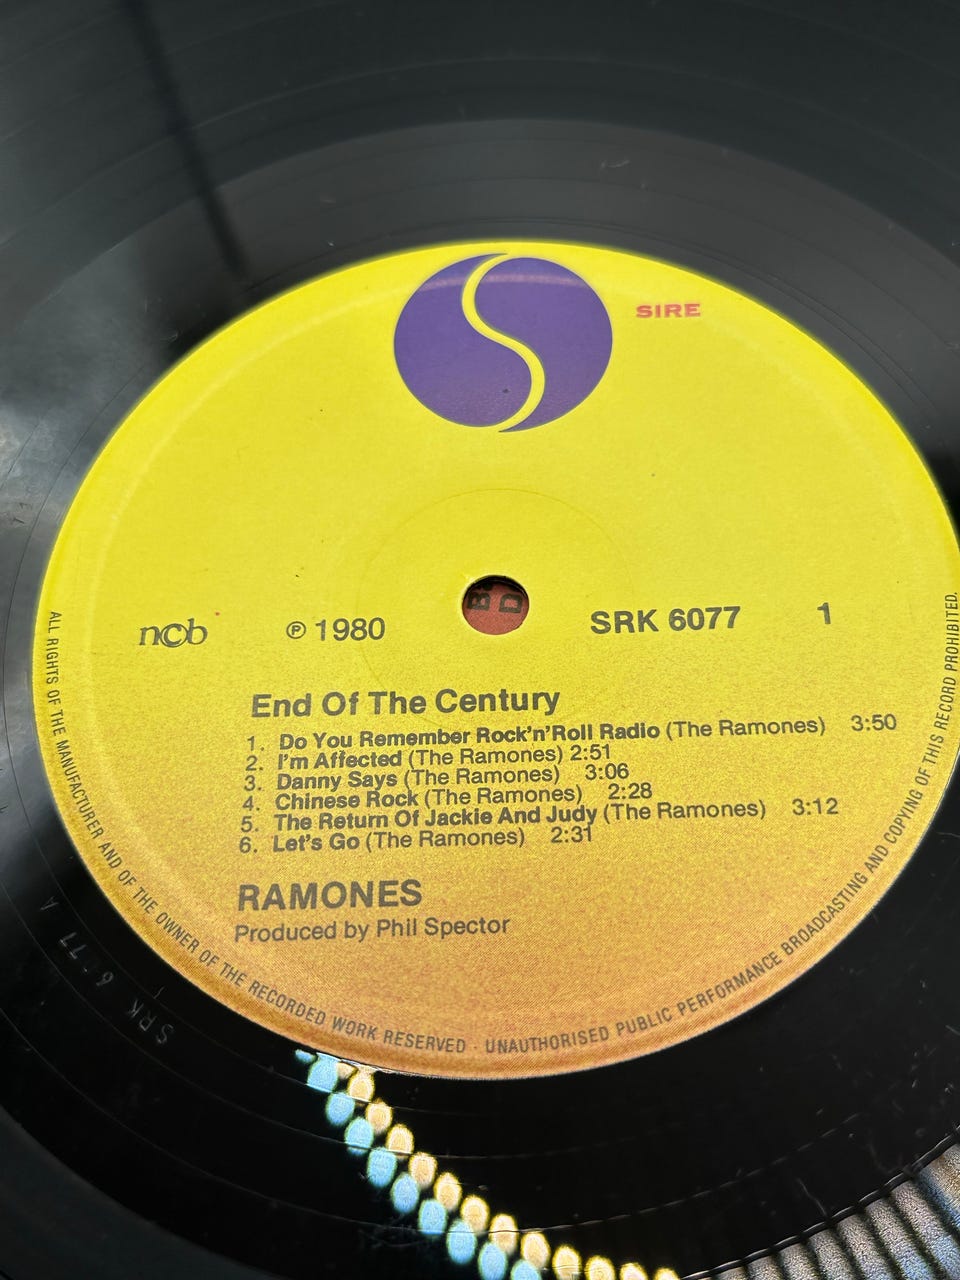 SIRE
ncb ℗ 1980 SRK 6077 1
End Of The Century
1. Do You Remember Rock'n'Roll Radio (The Ramones) 3:50
2. I'm Affected (The Ramones) 2:51
3. Danny Says (The Ramones) 3:06
4. Chinese Rock (The Ramones) 2:28
5. The Return Of Jackie And Judy (The Ramones) 3:12
6. Let's Go (The Ramones) 2:31
RAMONES
Produced by Phil Spector
ALL RIGHTS OF THE MANUFACTURER AND OF THE OWNER OF THE RECORDED WORK RESERVED · UNAUTHORISED PUBLIC PERFORMANCE BROADCASTING AND COPYING OF THIS RECORD PROHIBITED.